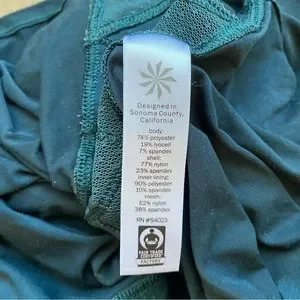 Designed in
Sonoma County,
California
body:
74% polyester
19% lyocell
7% spandex
shell:
77% nylon
23% spandex
inner lining:
90% polyester
10% spandex
mesh:
62% nylon
38% spandex
RN #54023
FAIR TRADE
CERTIFIED
FACTORY